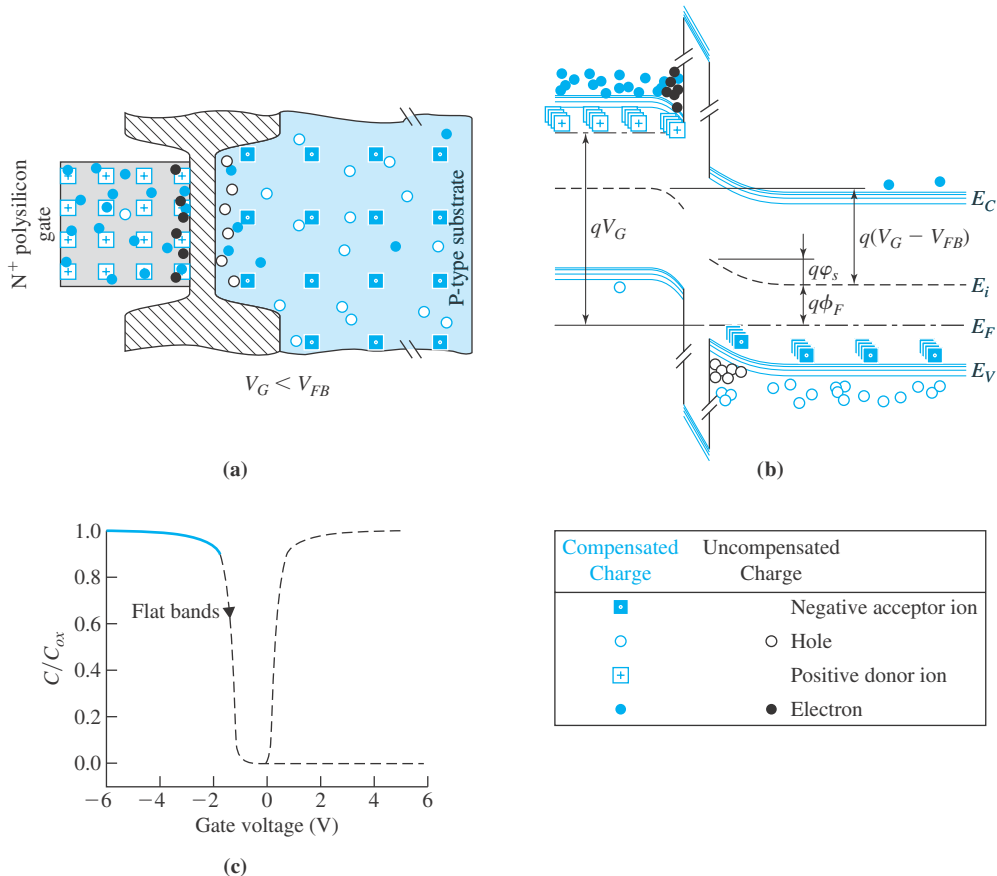 N⁺ polysilicon
gate
P-type substrate
V_G < V_FB
(a)
E_C
qV_G
q(V_G − V_FB)
qφ_s
E_i
qϕ_F
E_F
E_V
(b)
C/C_ox
1.0
0.8
Flat bands
0.6
0.4
0.2
0.0
−6 −4 −2 0 2 4 6
Gate voltage (V)
(c)
Compensated Uncompensated
Charge Charge
Negative acceptor ion
Hole
Positive donor ion
Electron